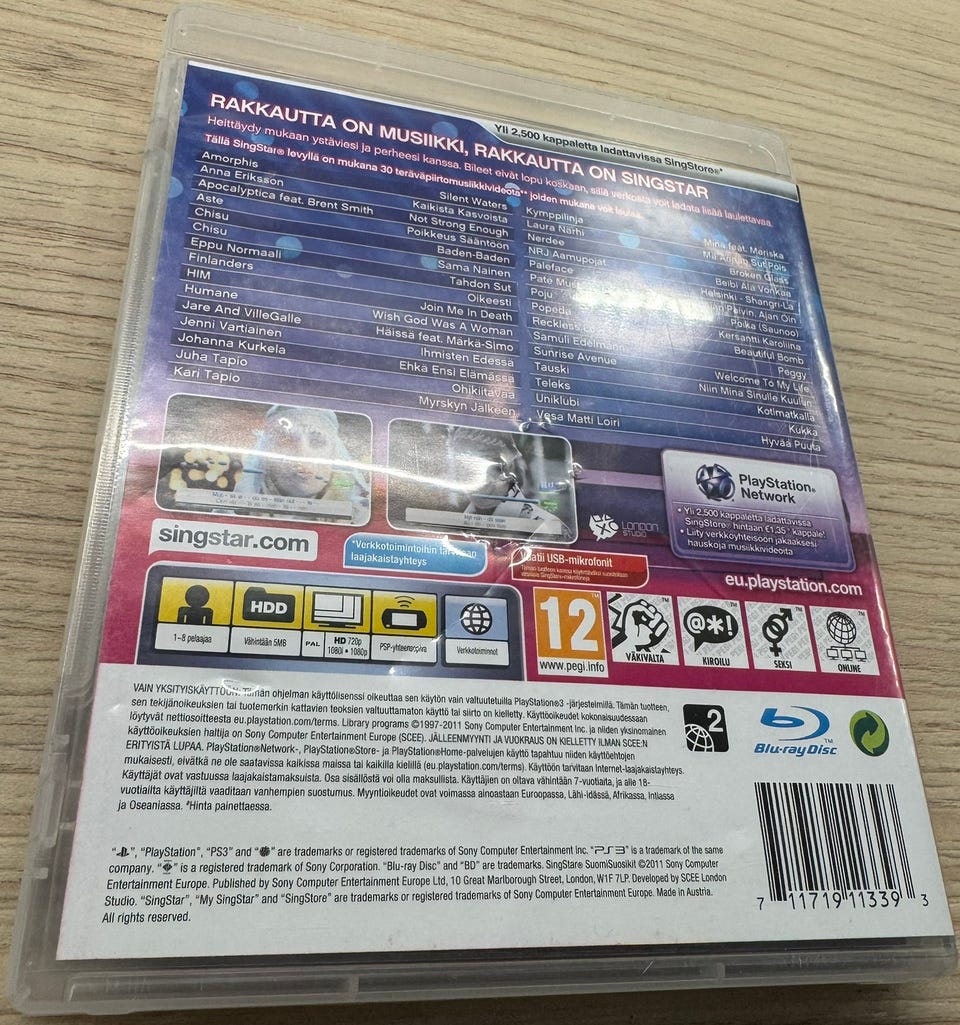 Yli 2,500 kappaletta ladattavissa SingStore®*
RAKKAUTTA ON MUSIIKKI, RAKKAUTTA ON SINGSTAR
Heittäydy mukaan ystäviesi ja perheesi kanssa. Bileet eivät lopu koskaan, sillä verkosta voit ladata lisää laulettavaa.
Tällä SingStar® levyllä on mukana 30 teräväpiirtomusiikkivideota** joiden mukana voit laulaa
Amorphis Silent Waters
Anna Eriksson Kaikista Kasvoista
Apocalyptica feat. Brent Smith Not Strong Enough
Aste Poikkeus Sääntöön
Chisu Baden-Baden
Chisu Sama Nainen
Eppu Normaali Tahdon Sut
Finlanders Oikeesti
HIM Join Me In Death
Humane Wish God Was A Woman
Jare And VilleGalle Häissä feat. Märkä-Simo
Jenni Vartiainen Ihmisten Edessä
Johanna Kurkela Ehkä Ensi Elämässä
Juha Tapio Ohikiitävää
Kari Tapio Myrskyn Jälkeen
Kymppilinja Minä feat. Mariska
Laura Närhi Mä Annan Sut Pois
Nerdee Broken Glass
NRJ Aamupojat Beibi Älä Vonkaa
Paleface Helsinki - Shangri-La
Pate Päivin, Ajan Öin
Poju Poika (Saunoo)
Popeda Kersantti Karoliina
Reckless Beautiful Bomb
Samuli Edelmann Peggy
Sunrise Avenue Welcome To My Life
Tauski Niin Minä Sinulle Kuulun
Teleks Kotimatkalla
Uniklubi Kukka
Vesa Matti Loiri Hyvää Puuta
LONDON
STUDIO
PlayStation®
Network
• Yli 2,500 kappaletta ladattavissa
SingStore® hintaan €1,35* kappale!
• Liity verkkoyhteisöön jakaaksesi
hauskoja musiikkivideoita
singstar.com
*Verkkotoimintoihin tarvitaan
laajakaistayhteys
Vaatii USB-mikrofonit
eu.playstation.com
1–8 pelaajaa
HDD
Vähintään 5MB
PAL
HD 720p
1080i • 1080p
PSP-yhteensopiva
Verkkotoiminnot
12
www.pegi.info
VÄKIVALTA
@*!
KIROILU
SEKSI
ONLINE
VAIN YKSITYISKÄYTTÖÖN. Tämän ohjelman käyttölisenssi oikeuttaa sen käytön vain valtuutetuilla PlayStation®3 -järjestelmillä. Tämän tuotteen,
sen tekijänoikeuksien tai tuotemerkin kattavien teoksien valtuuttamaton käyttö tai siirto on kielletty. Käyttöoikeudet kokonaisuudessaan
löytyvät nettiosoitteesta eu.playstation.com/terms. Library programs ©1997-2011 Sony Computer Entertainment Inc. ja niiden yksinomainen
käyttöoikeuksien haltija on Sony Computer Entertainment Europe (SCEE). JÄLLEENMYYNTI JA VUOKRAUS ON KIELLETTY ILMAN SCEE:N
ERITYISTÄ LUPAA. PlayStation®Network-, PlayStation®Store- ja PlayStation®Home-palvelujen käyttö tapahtuu niiden käyttöehtojen
mukaisesti, eivätkä ne ole saatavissa kaikissa maissa tai kaikilla kielillä (eu.playstation.com/terms). Käyttöön tarvitaan Internet-laajakaistayhteys.
Käyttäjät ovat vastuussa laajakaistamaksuista. Osa sisällöstä voi olla maksullista. Käyttäjien on oltava vähintään 7-vuotiaita, ja alle 18-
vuotiailta käyttäjiltä vaaditaan vanhempien suostumus. Myyntioikeudet ovat voimassa ainoastaan Euroopassa, Lähi-idässä, Afrikassa, Intiassa
ja Oseaniassa. *Hinta painettaessa.
2
Blu-ray Disc
"", "PlayStation", "PS3" and "" are trademarks or registered trademarks of Sony Computer Entertainment Inc. "PS3" is a trademark of the same
company. "" is a registered trademark of Sony Corporation. "Blu-ray Disc" and "BD" are trademarks. SingStar® SuomiSuosikit ©2011 Sony Computer
Entertainment Europe. Published by Sony Computer Entertainment Europe Ltd, 10 Great Marlborough Street, London, W1F 7LP. Developed by SCEE London
Studio. "SingStar", "My SingStar" and "SingStore" are trademarks or registered trademarks of Sony Computer Entertainment Europe. Made in Austria.
All rights reserved.
7 11719 11339 3